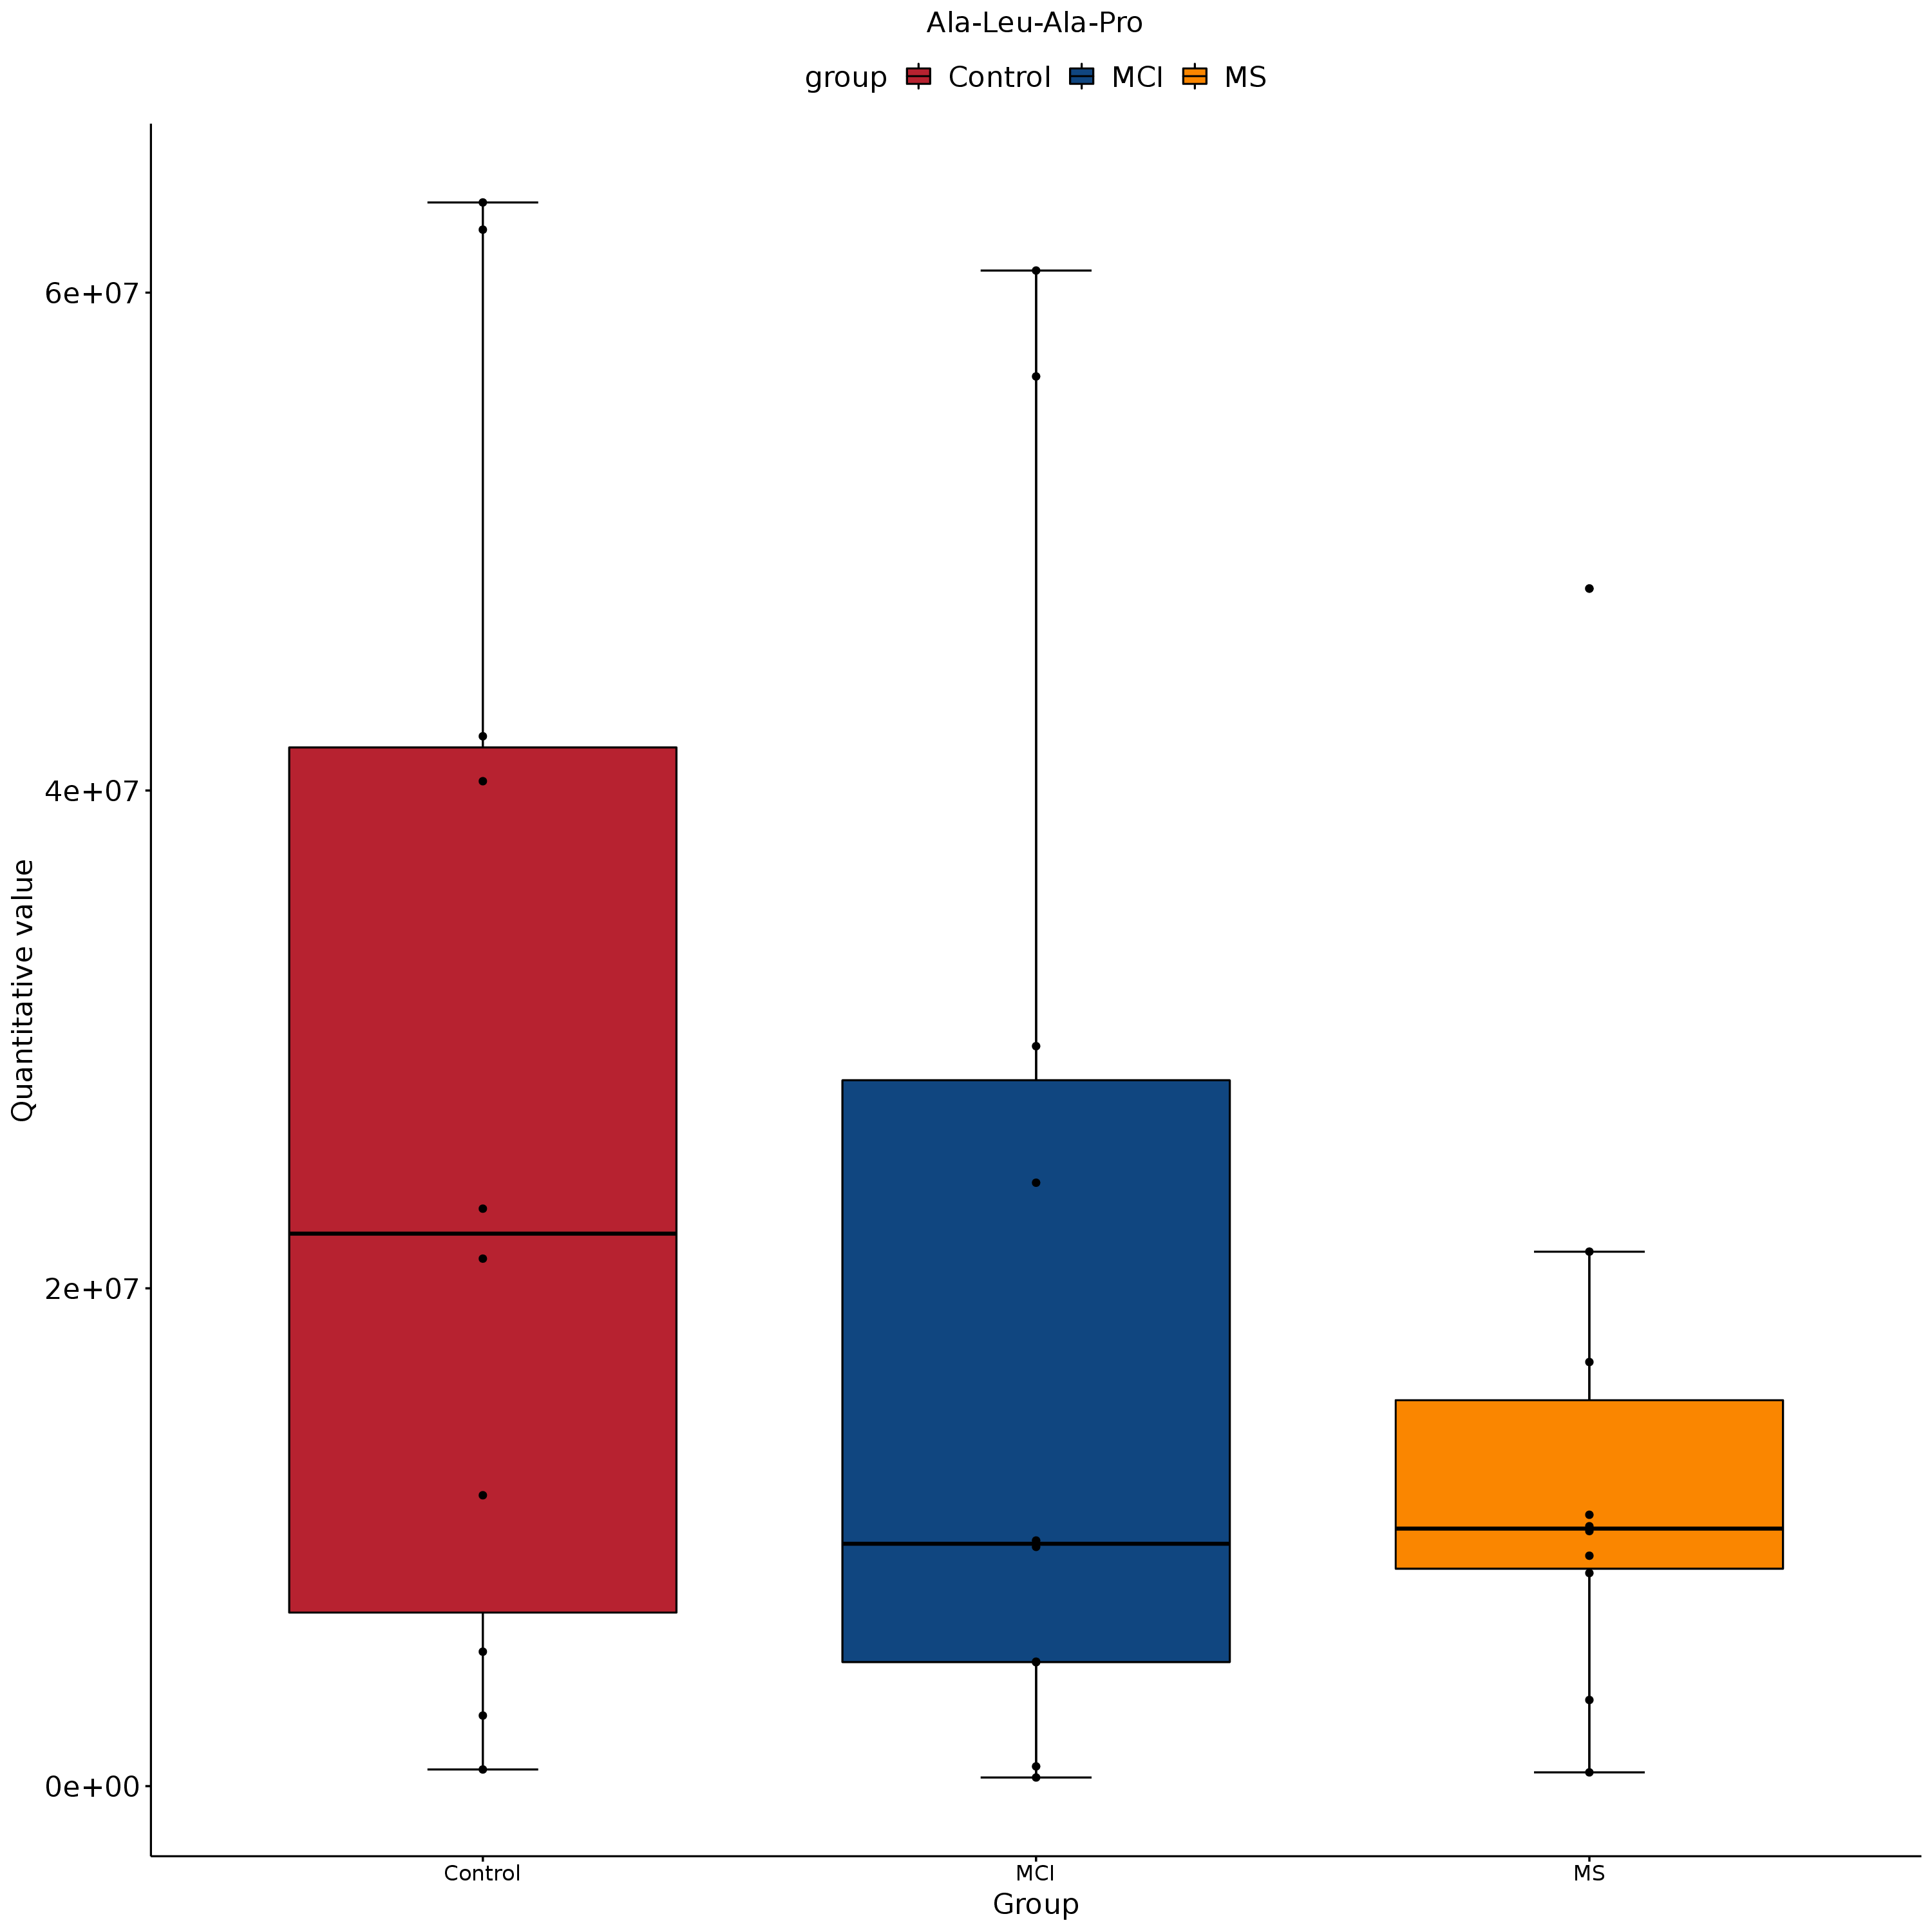 Ala-Leu-Ala-Pro
group Control MCI MS
6e+07
4e+07
2e+07
0e+00
Quantitative value
Control MCI MS
Group